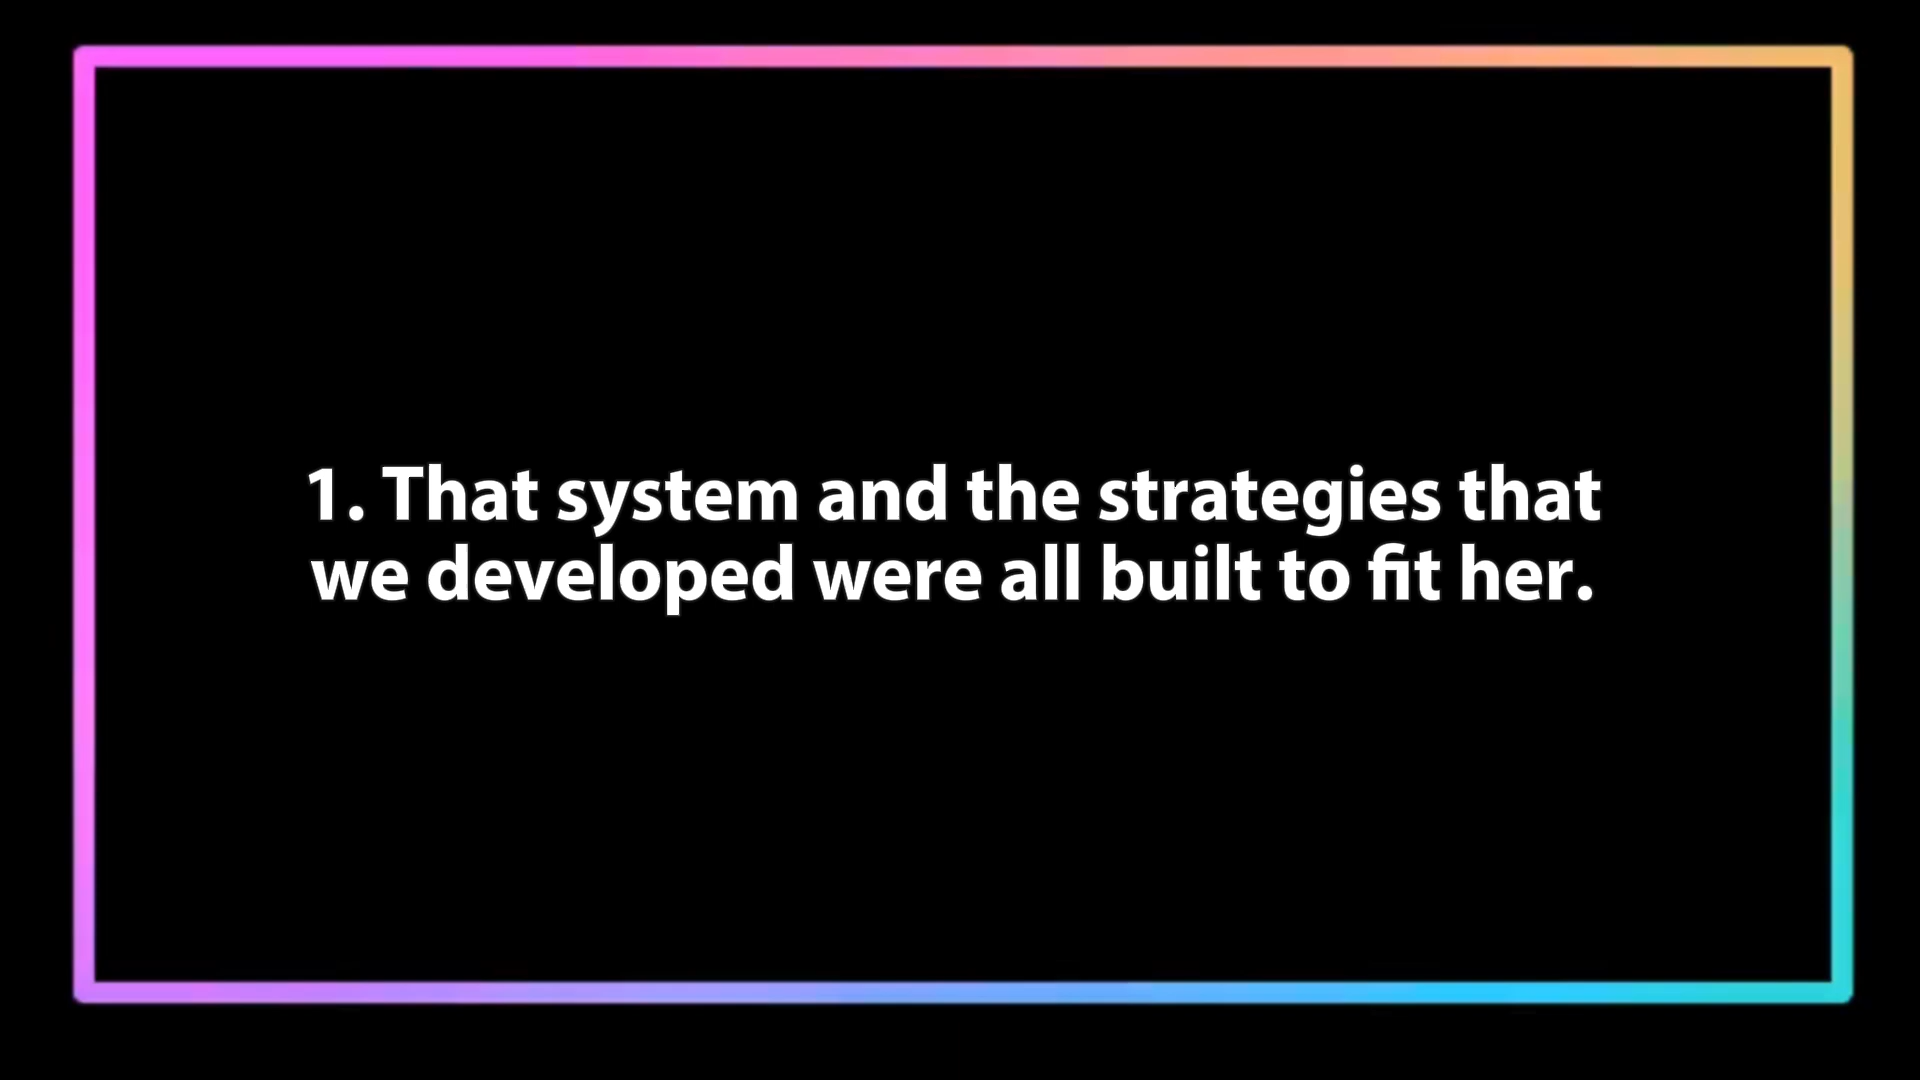 1. That system and the strategies that
we developed were all built to fit her.